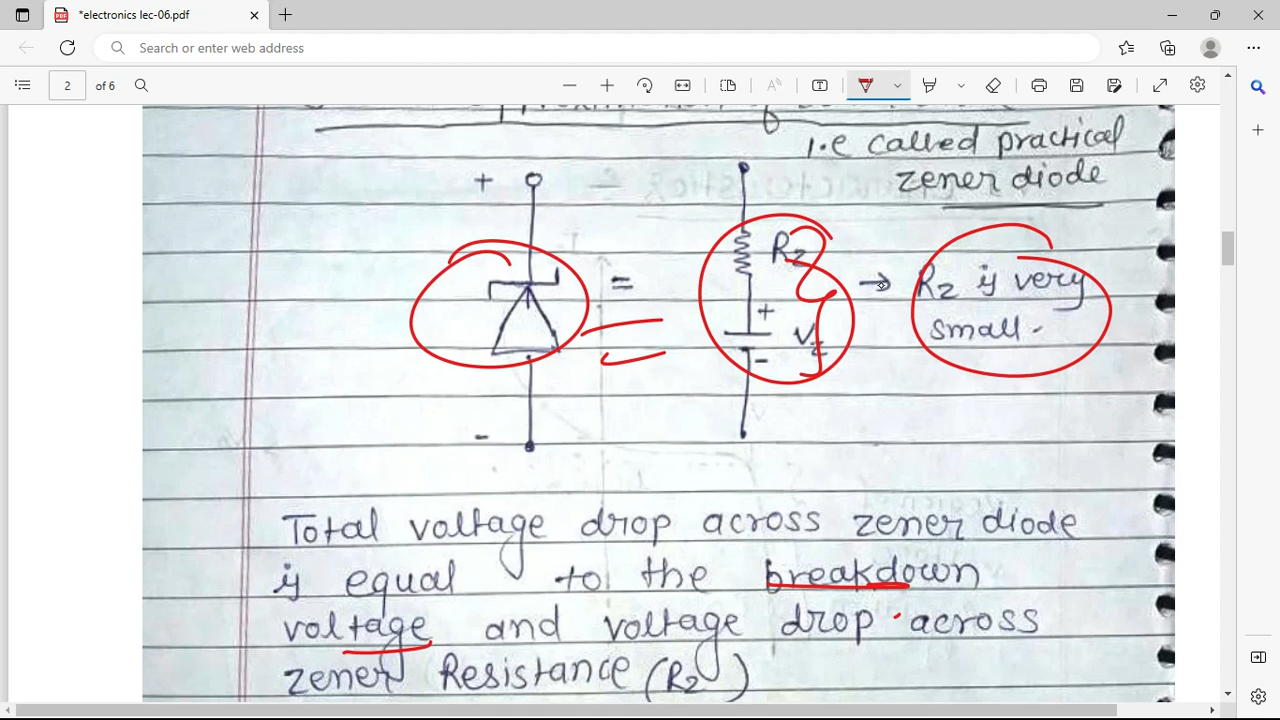 *electronics lec-06.pdf
Search or enter web address
2 of 6
i.e called practical
zener diode
+
Rz
=
→ Rz is very
small.
+
Vz
-
-
Total voltage drop across zener diode
is equal to the breakdown
voltage and voltage drop across
zener Resistance (Rz)